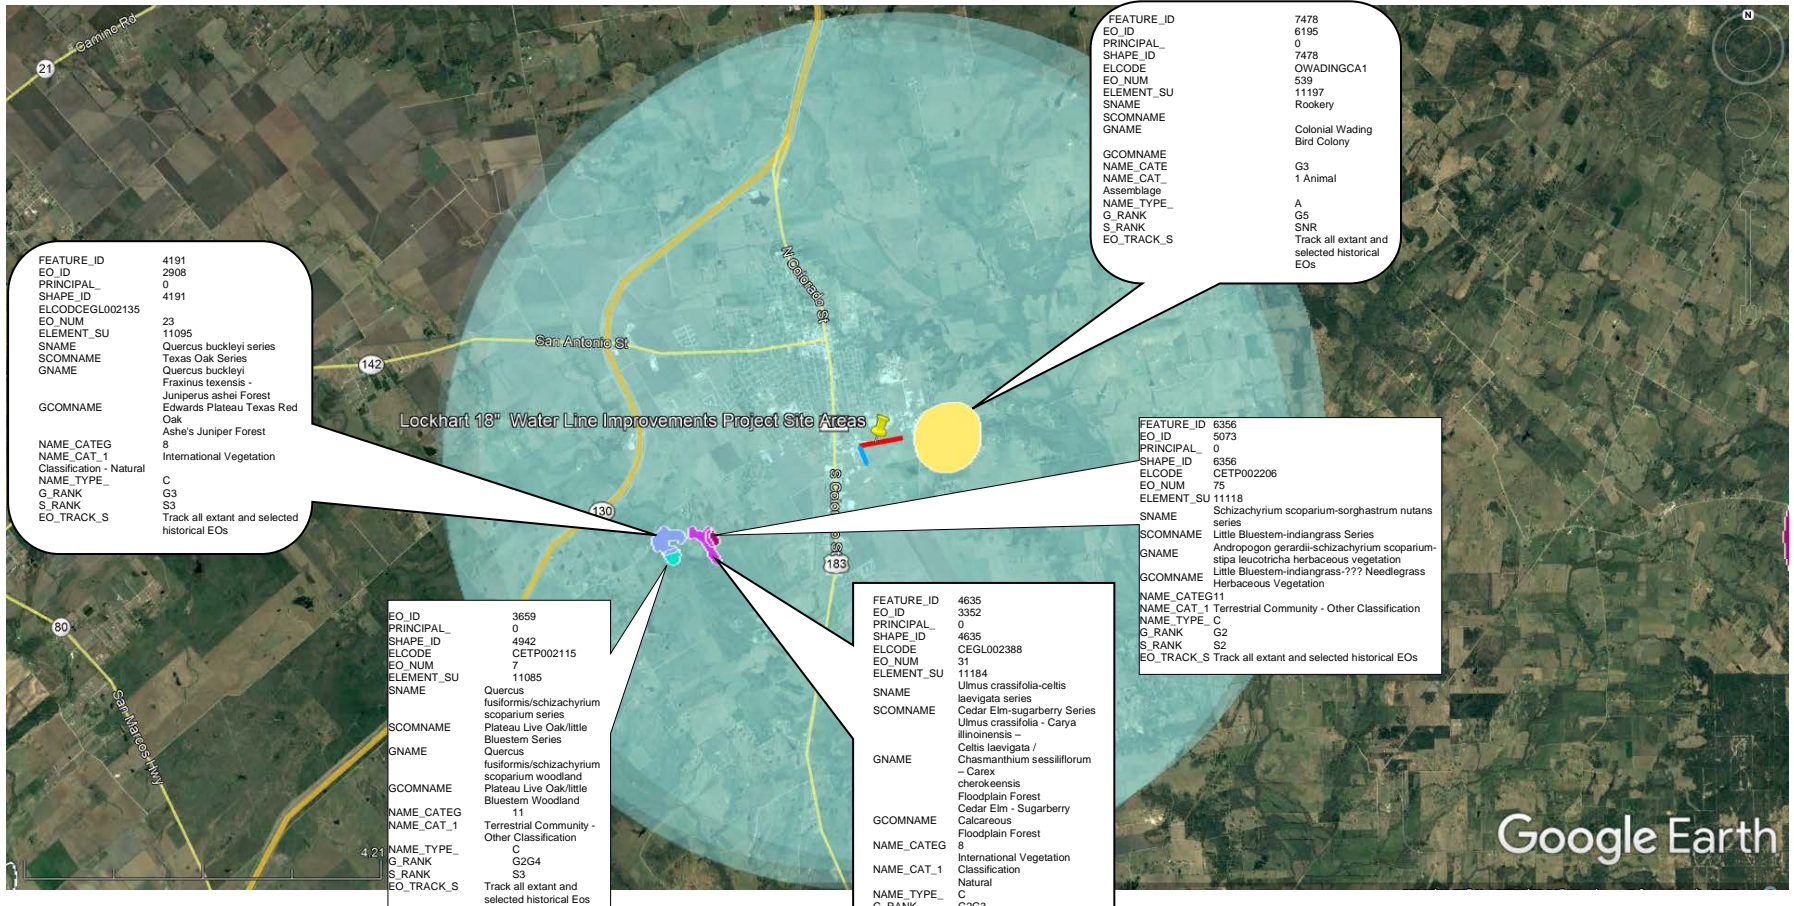 Camino Rd
21
N
N Colorado St
San Antonio St
142
Lockhart 18" Water Line Improvements Project Site Areas
130
183
80
San Marcos Hwy
4.21
Google Earth
FEATURE_ID 7478
EO_ID 6195
PRINCIPAL_ 0
SHAPE_ID 7478
ELCODE OWADINGCA1
EO_NUM 539
ELEMENT_SU 11197
SNAME Rookery
SCOMNAME
GNAME Colonial Wading
Bird Colony
GCOMNAME
NAME_CATE G3
NAME_CAT_ 1 Animal
Assemblage
NAME_TYPE_ A
G_RANK G5
S_RANK SNR
EO_TRACK_S Track all extant and
selected historical
EOs
FEATURE_ID 4191
EO_ID 2908
PRINCIPAL_ 0
SHAPE_ID 4191
ELCODCEGL002135
EO_NUM 23
ELEMENT_SU 11095
SNAME Quercus buckleyi series
SCOMNAME Texas Oak Series
GNAME Quercus buckleyi
Fraxinus texensis -
Juniperus ashei Forest
GCOMNAME Edwards Plateau Texas Red
Oak
Ashe's Juniper Forest
NAME_CATEG 8
NAME_CAT_1 International Vegetation
Classification - Natural
NAME_TYPE_ C
G_RANK G3
S_RANK S3
EO_TRACK_S Track all extant and selected
historical EOs
FEATURE_ID 6356
EO_ID 5073
PRINCIPAL_ 0
SHAPE_ID 6356
ELCODE CETP002206
EO_NUM 75
ELEMENT_SU 11118
SNAME Schizachyrium scoparium-sorghastrum nutans
series
SCOMNAME Little Bluestem-indiangrass Series
GNAME Andropogon gerardii-schizachyrium scoparium-
stipa leucotricha herbaceous vegetation
GCOMNAME Little Bluestem-indiangrass-??? Needlegrass
Herbaceous Vegetation
NAME_CATEG11
NAME_CAT_1 Terrestrial Community - Other Classification
NAME_TYPE_ C
G_RANK G2
S_RANK S2
EO_TRACK_S Track all extant and selected historical EOs
EO_ID 3659
PRINCIPAL_ 0
SHAPE_ID 4942
ELCODE CETP002115
EO_NUM 7
ELEMENT_SU 11085
SNAME Quercus
fusiformis/schizachyrium
scoparium series
SCOMNAME Plateau Live Oak/little
Bluestem Series
GNAME Quercus
fusiformis/schizachyrium
scoparium woodland
GCOMNAME Plateau Live Oak/little
Bluestem Woodland
NAME_CATEG 11
NAME_CAT_1 Terrestrial Community -
Other Classification
NAME_TYPE_ C
G_RANK G2G4
S_RANK S3
EO_TRACK_S Track all extant and
selected historical Eos
FEATURE_ID 4635
EO_ID 3352
PRINCIPAL_ 0
SHAPE_ID 4635
ELCODE CEGL002388
EO_NUM 31
ELEMENT_SU 11184
SNAME Ulmus crassifolia-celtis
laevigata series
SCOMNAME Cedar Elm-sugarberry Series
Ulmus crassifolia - Carya
illinoinensis –
Celtis laevigata /
GNAME Chasmanthium sessiliflorum
– Carex
cherokeensis
Floodplain Forest
Cedar Elm - Sugarberry
GCOMNAME Calcareous
Floodplain Forest
NAME_CATEG 8
International Vegetation
NAME_CAT_1 Classification
Natural
NAME_TYPE_ C
G_RANK G2G3